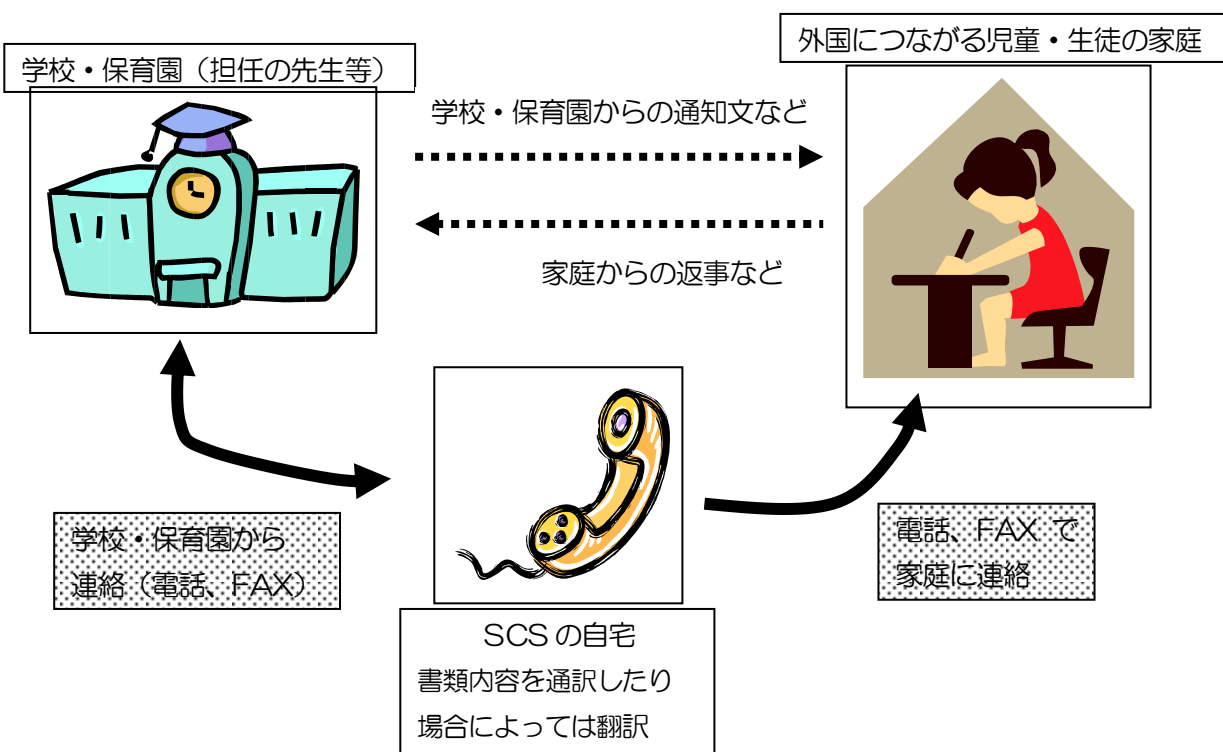 外国につながる児童・生徒の家庭
学校・保育園（担任の先生等）
学校・保育園からの通知文など
家庭からの返事など
学校・保育園から
連絡（電話、FAX）
電話、FAX で
家庭に連絡
SCS の自宅
書類内容を通訳したり
場合によっては翻訳